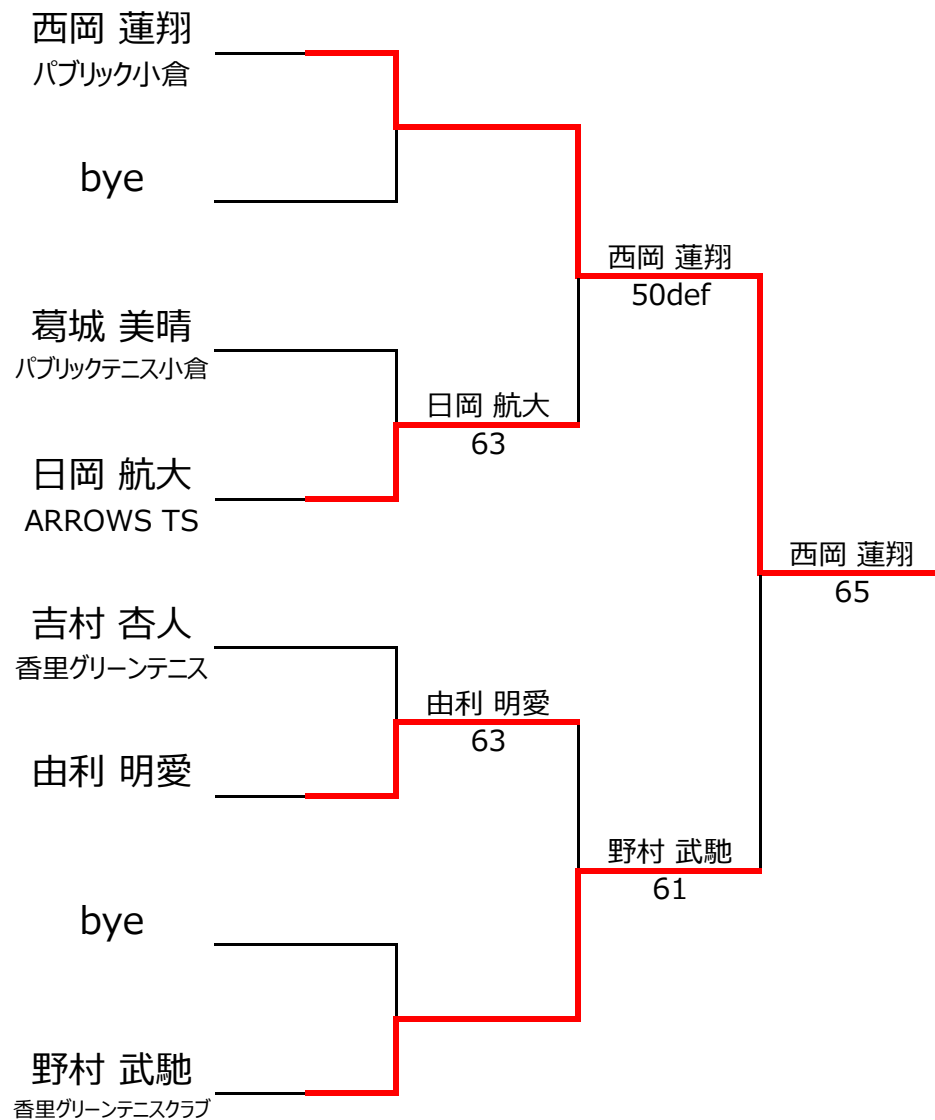 西岡 蓮翔
パブリック小倉
bye
西岡 蓮翔
50def
葛城 美晴
パブリックテニス小倉
日岡 航大
63
日岡 航大
ARROWS TS
西岡 蓮翔
65
吉村 杏人
香里グリーンテニス
由利 明愛
63
由利 明愛
野村 武馳
61
bye
野村 武馳
香里グリーンテニスクラブ